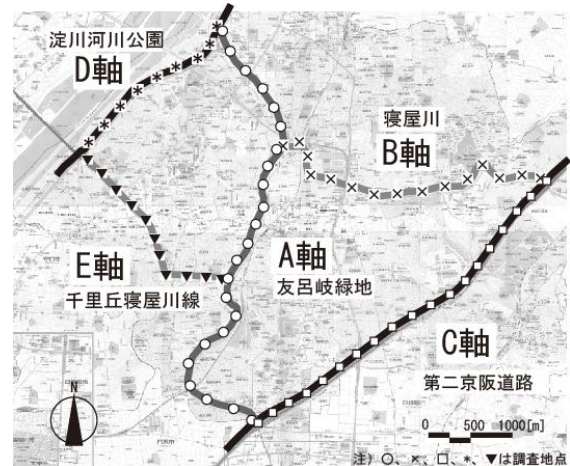 淀川河川公園
D軸
寝屋川
B軸
E軸
千里丘寝屋川線
A軸
友呂岐緑地
C軸
第二京阪道路
N
0 500 1000[m]
注）○、×、□、*、▼は調査地点